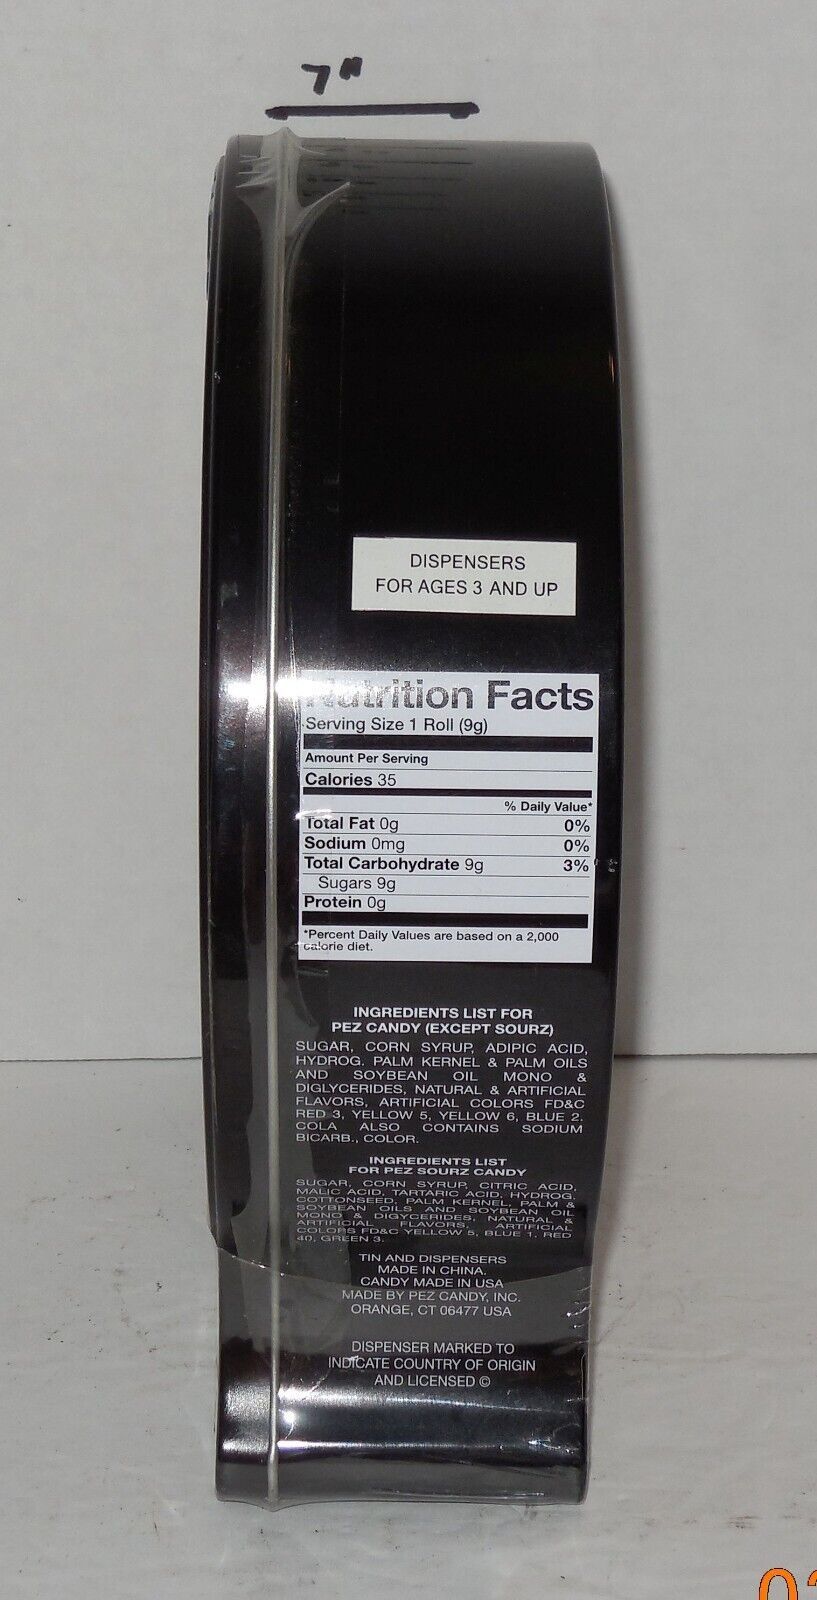 7"
DISPENSERS
FOR AGES 3 AND UP
Nutrition Facts
Serving Size 1 Roll (9g)
Amount Per Serving
Calories 35
% Daily Value*
Total Fat 0g 0%
Sodium 0mg 0%
Total Carbohydrate 9g 3%
Sugars 9g
Protein 0g
*Percent Daily Values are based on a 2,000
calorie diet.
INGREDIENTS LIST FOR
PEZ CANDY (EXCEPT SOURZ)
SUGAR, CORN SYRUP, ADIPIC ACID,
HYDROG. PALM KERNEL & PALM OILS
AND SOYBEAN OIL MONO &
DIGLYCERIDES, NATURAL & ARTIFICIAL
FLAVORS, ARTIFICIAL COLORS FD&C
RED 3, YELLOW 5, YELLOW 6, BLUE 2.
COLA ALSO CONTAINS SODIUM
BICARB., COLOR.
INGREDIENTS LIST
FOR PEZ SOURZ CANDY
SUGAR, CORN SYRUP, CITRIC ACID,
MALIC ACID, TARTARIC ACID, HYDROG.
COTTONSEED, PALM KERNEL, PALM &
SOYBEAN OILS AND SOYBEAN OIL
MONO & DIGYCERIDES, NATURAL &
ARTIFICIAL FLAVORS, ARTIFICIAL
COLORS FD&C YELLOW 5, BLUE 1, RED
40, GREEN 3.
TIN AND DISPENSERS
MADE IN CHINA.
CANDY MADE IN USA
MADE BY PEZ CANDY, INC.
ORANGE, CT 06477 USA
DISPENSER MARKED TO
INDICATE COUNTRY OF ORIGIN
AND LICENSED ©